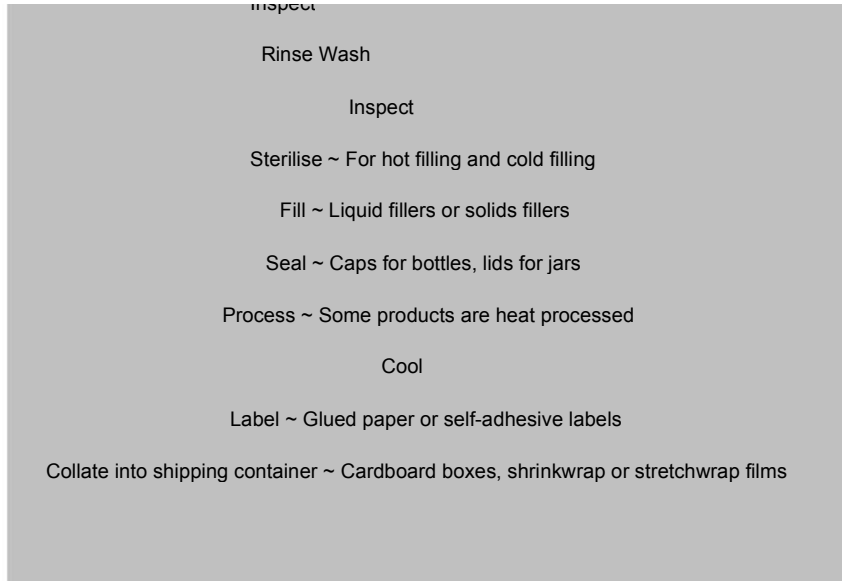 Inspect
Rinse Wash
Inspect
Sterilise ~ For hot filling and cold filling
Fill ~ Liquid fillers or solids fillers
Seal ~ Caps for bottles, lids for jars
Process ~ Some products are heat processed
Cool
Label ~ Glued paper or self-adhesive labels
Collate into shipping container ~ Cardboard boxes, shrinkwrap or stretchwrap films